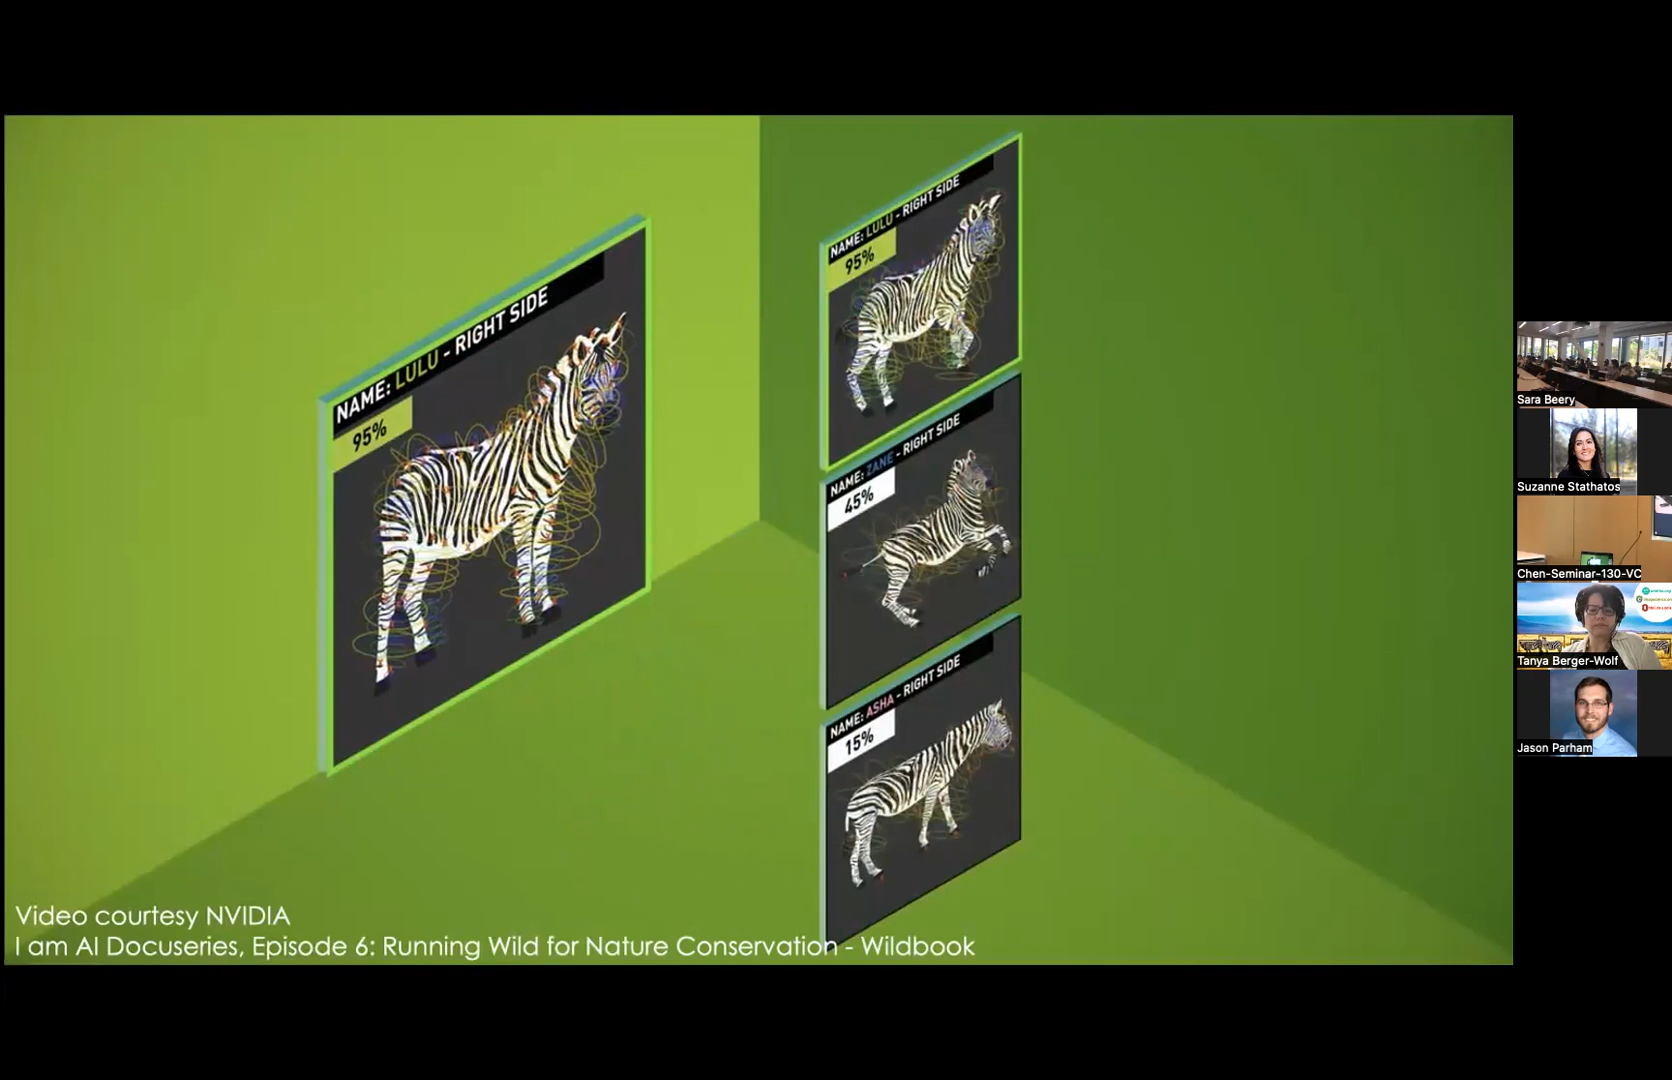 NAME: LULU - RIGHT SIDE
95%
NAME: LULU - RIGHT SIDE
95%
NAME: ZANE - RIGHT SIDE
45%
NAME: ASHA - RIGHT SIDE
15%
Video courtesy NVIDIA
I am AI Docuseries, Episode 6: Running Wild for Nature Conservation - Wildbook
Sara Beery
Suzanne Stathatos
Chen-Seminar-130-VC
Tanya Berger-Wolf
Jason Parham